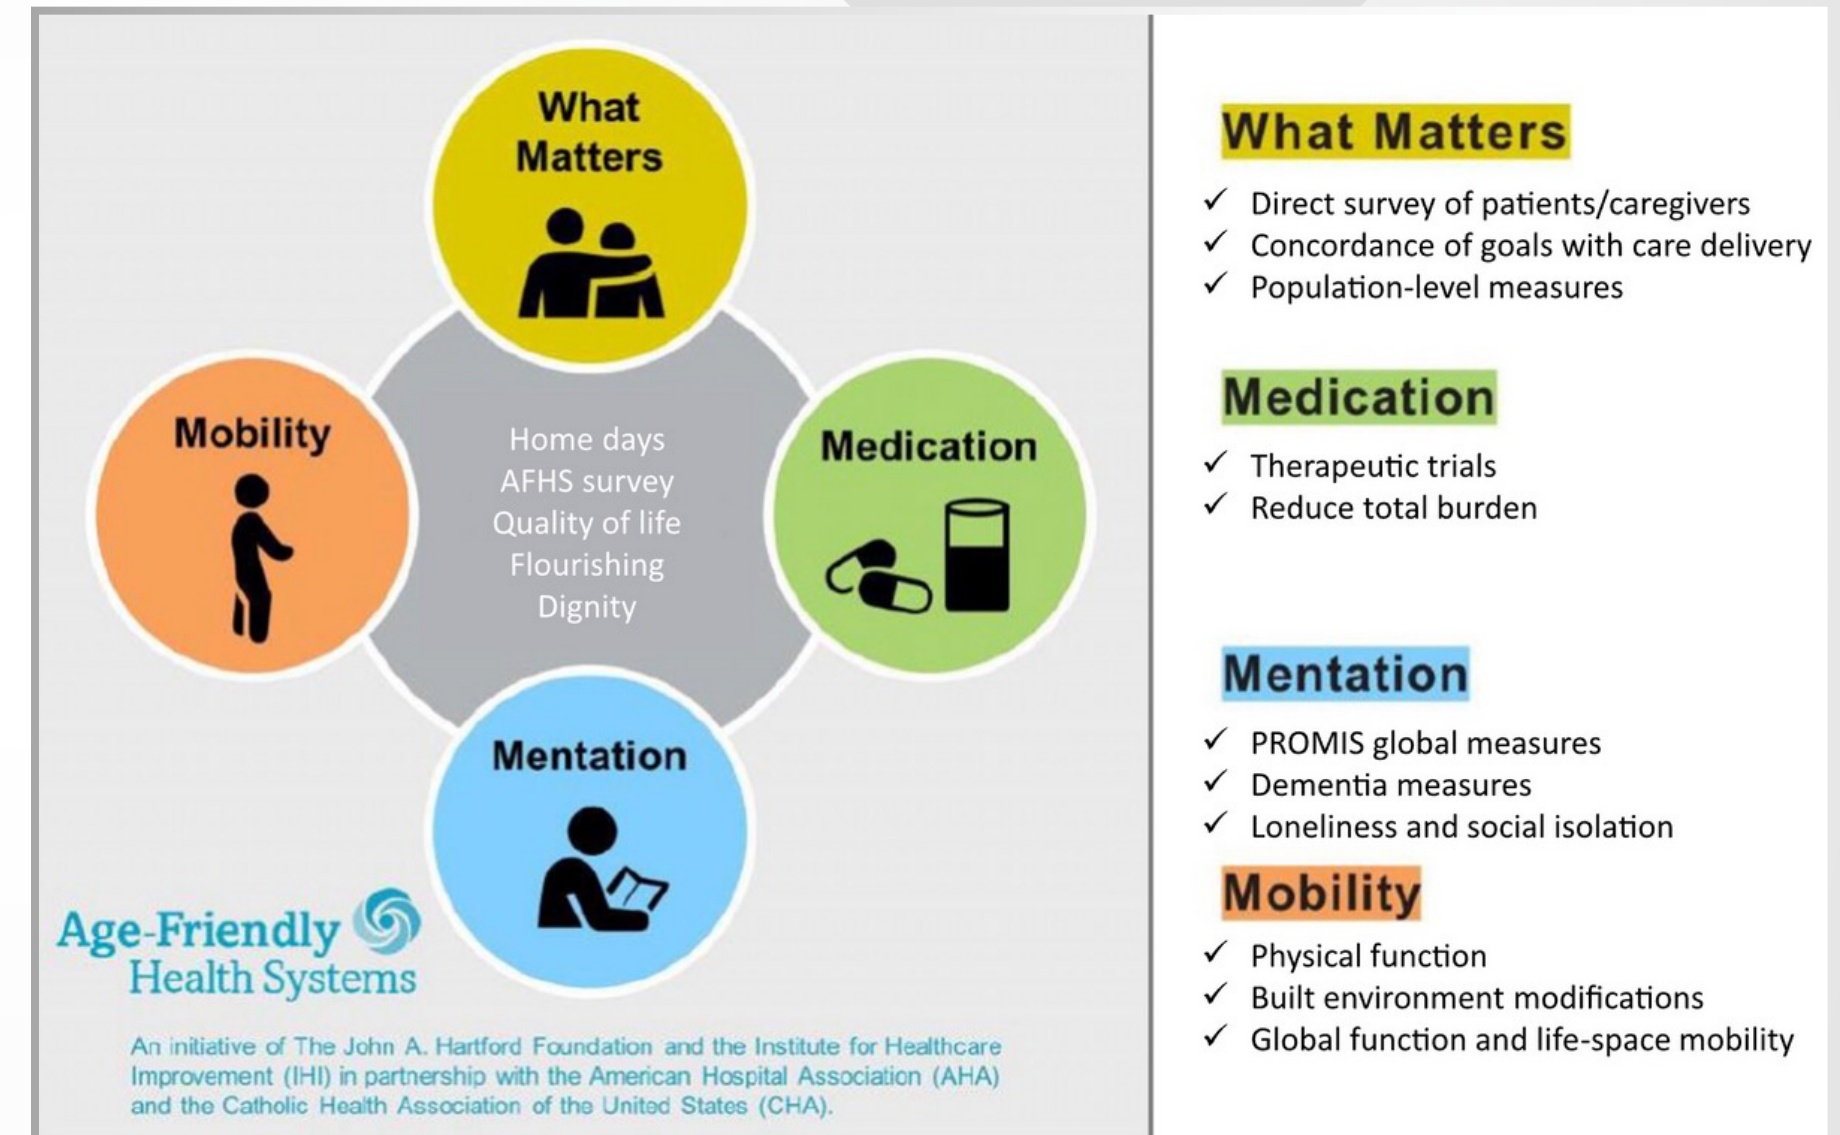 What
Matters
Mobility
Home days
AFHS survey
Quality of life
Flourishing
Dignity
Medication
Mentation
Age-Friendly
Health Systems
An initiative of The John A. Hartford Foundation and the Institute for Healthcare
Improvement (IHI) in partnership with the American Hospital Association (AHA)
and the Catholic Health Association of the United States (CHA).
What Matters
✓ Direct survey of patients/caregivers
✓ Concordance of goals with care delivery
✓ Population-level measures
Medication
✓ Therapeutic trials
✓ Reduce total burden
Mentation
✓ PROMIS global measures
✓ Dementia measures
✓ Loneliness and social isolation
Mobility
✓ Physical function
✓ Built environment modifications
✓ Global function and life-space mobility